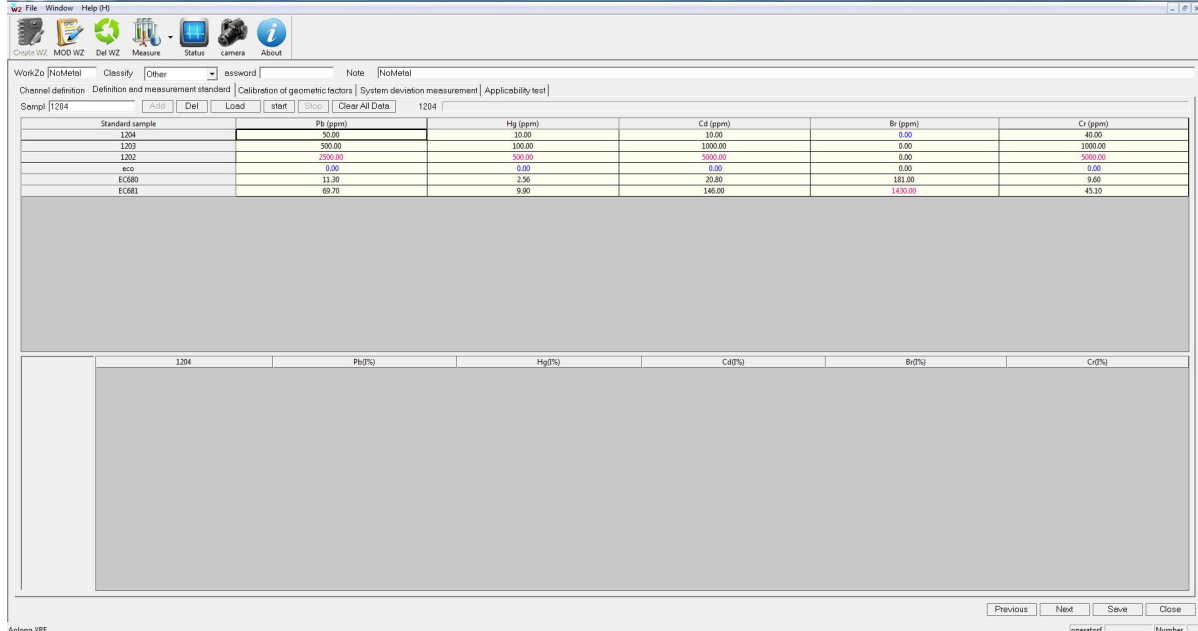 WZ File Window Help (H)
Create WZ MOD WZ Del WZ Measure Status camera About
WorkZo NoMetal Classify Other assword Note NoMetal
Channel definition Definition and measurement standard Calibration of geometric factors System deviation measurement Applicability test
Sampl 1204 Add Del Load start Stop Clear All Data 1204
Standard sample Pb (ppm) Hg (ppm) Cd (ppm) Br (ppm) Cr (ppm)
1204 50.00 10.00 10.00 0.00 40.00
1203 500.00 100.00 1000.00 0.00 1000.00
1202 2500.00 500.00 5000.00 0.00 5000.00
eco 0.00 0.00 0.00 0.00 0.00
EC680 11.30 2.56 20.80 181.00 9.60
EC681 69.70 9.90 146.00 1430.00 45.10
1204 Pb(I%) Hg(I%) Cd(I%) Br(I%) Cr(I%)
Previous Next Save Close
Aolong XRF operatorf Number